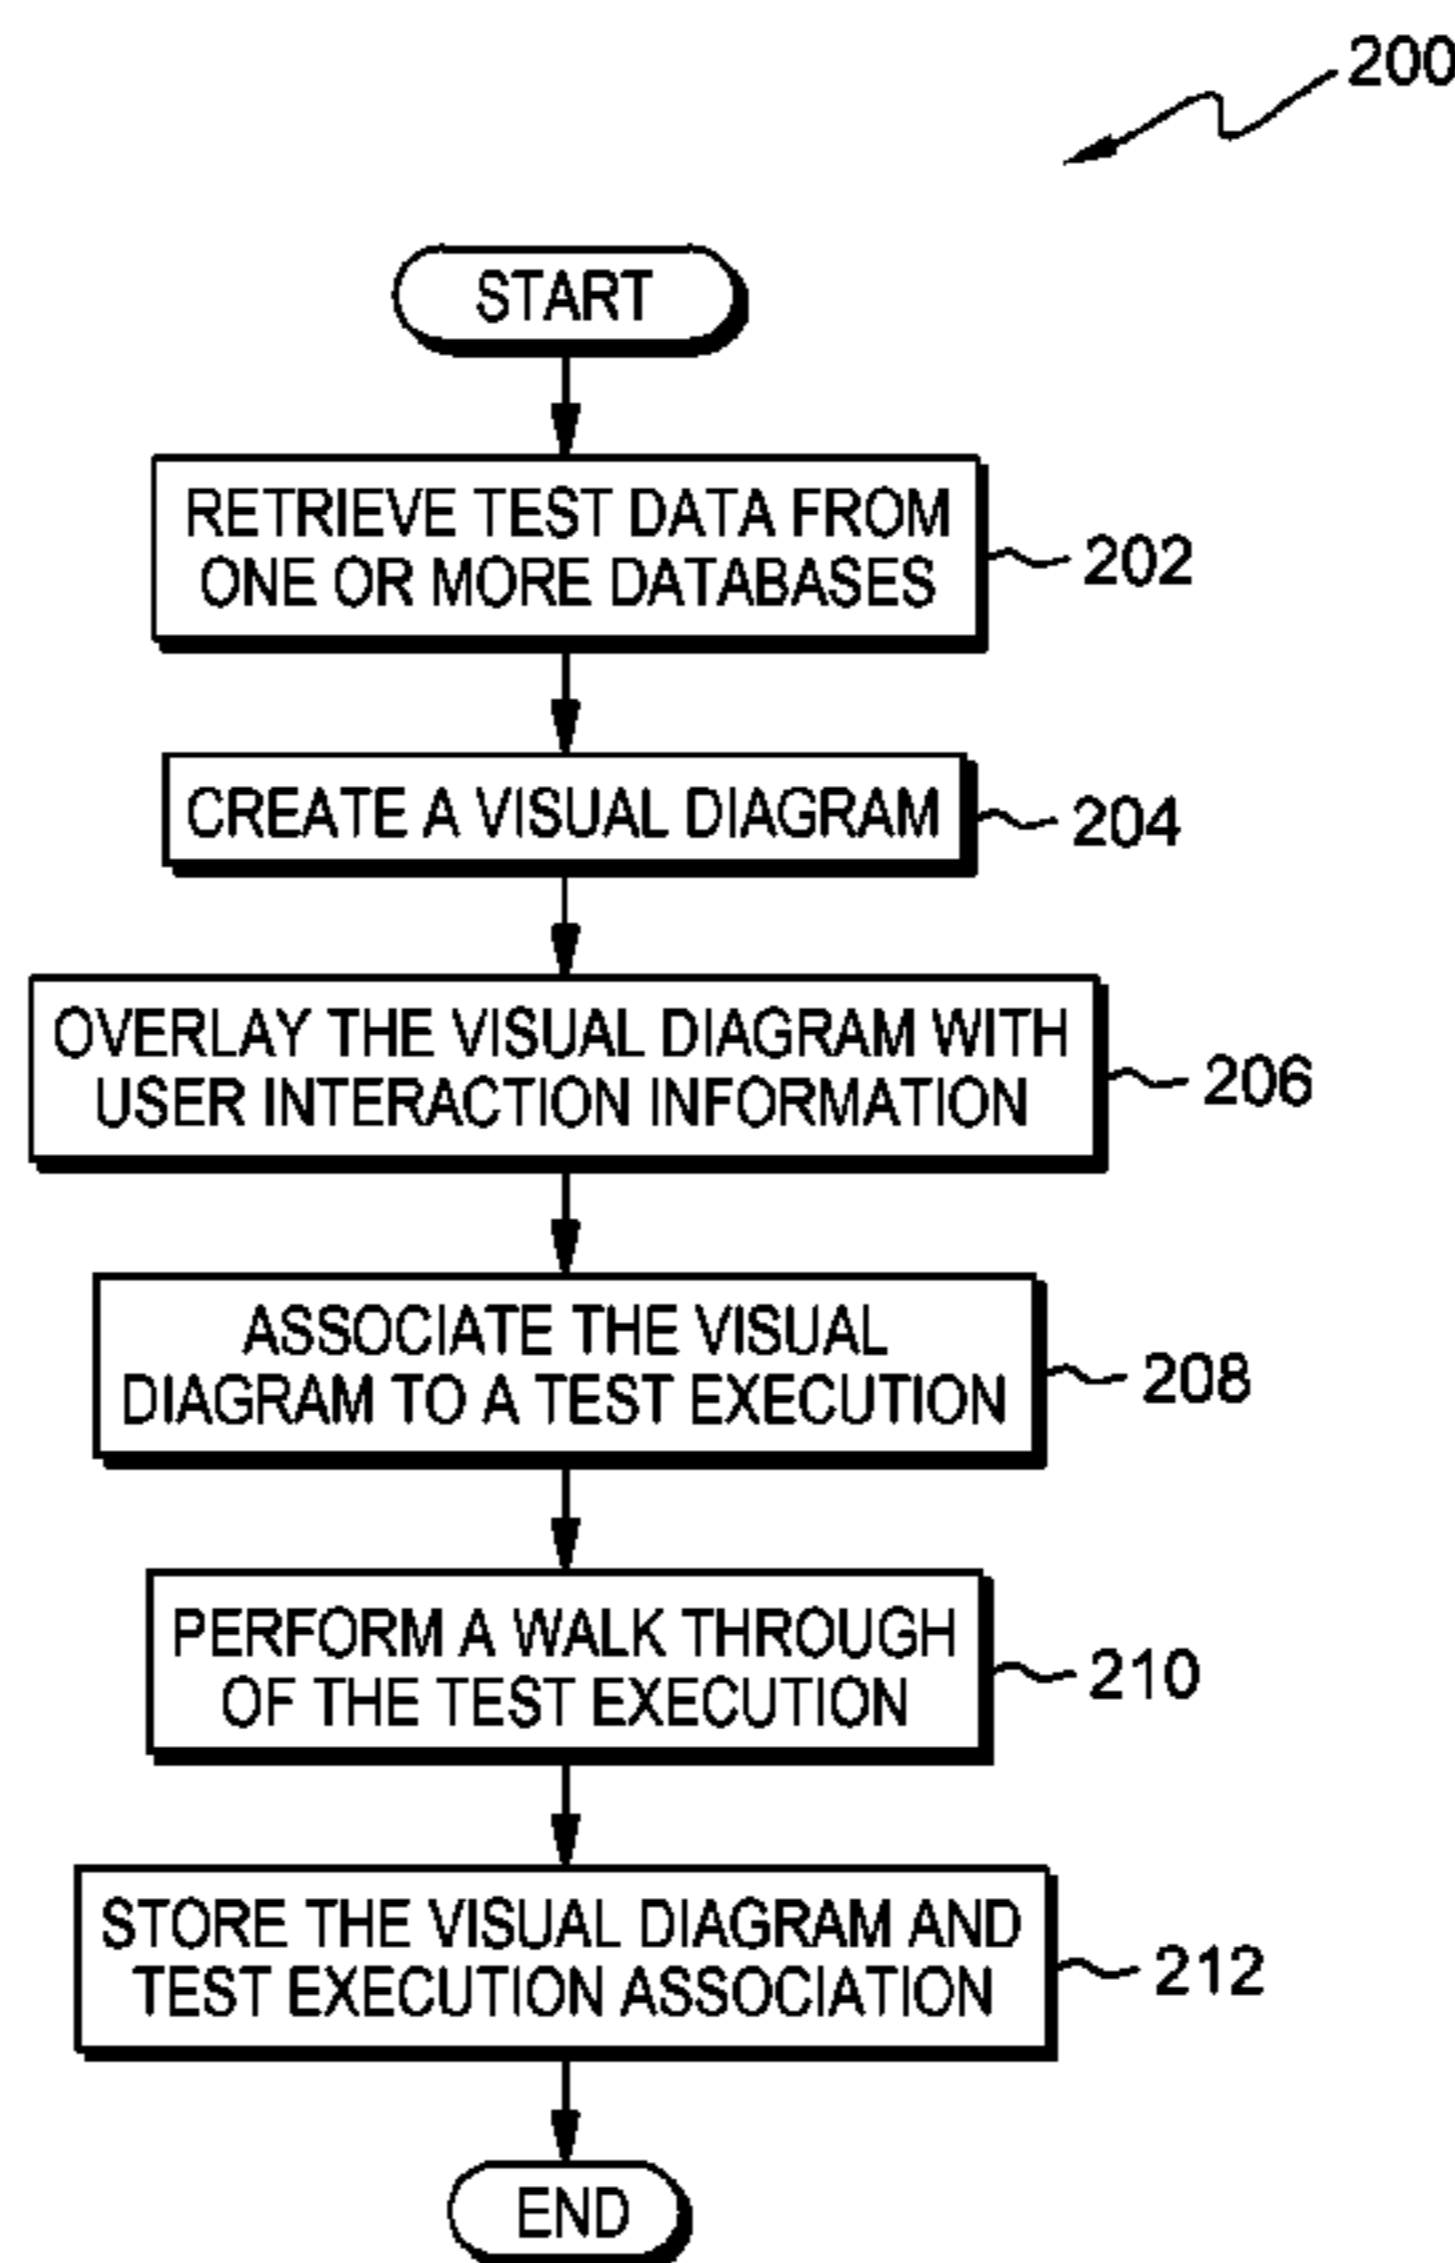 200
START
RETRIEVE TEST DATA FROM
ONE OR MORE DATABASES
202
CREATE A VISUAL DIAGRAM
204
OVERLAY THE VISUAL DIAGRAM WITH
USER INTERACTION INFORMATION
206
ASSOCIATE THE VISUAL
DIAGRAM TO A TEST EXECUTION
208
PERFORM A WALK THROUGH
OF THE TEST EXECUTION
210
STORE THE VISUAL DIAGRAM AND
TEST EXECUTION ASSOCIATION
212
END